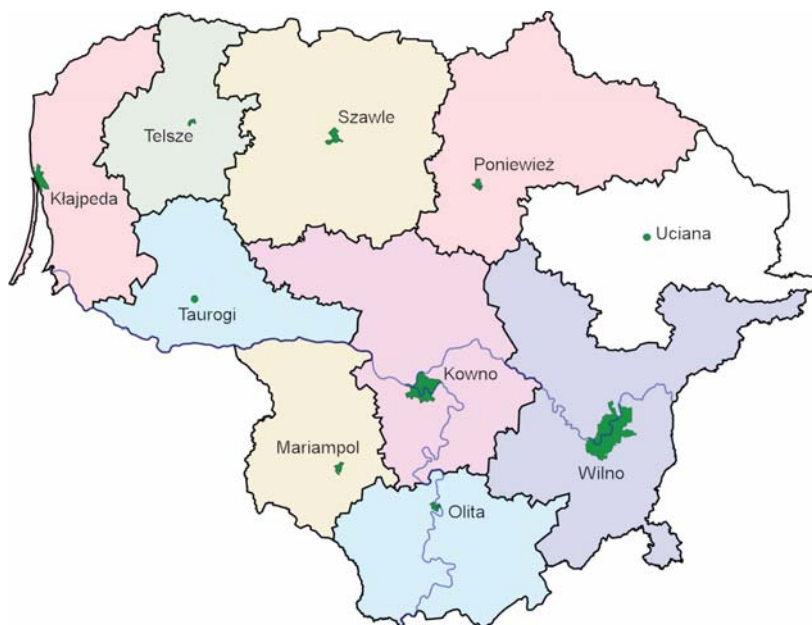 Szawle
Telsze
Poniewież
Kłajpeda
Uciana
Taurogi
Kowno
Mariampol
Wilno
Olita